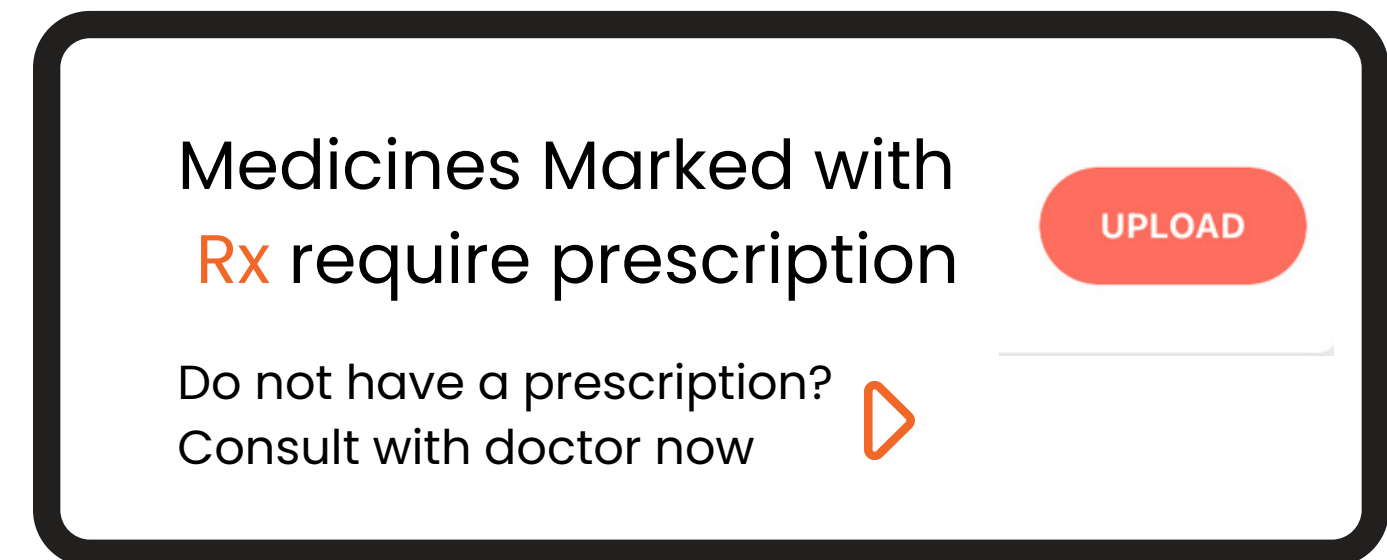 Medicines Marked with
Rx require prescription
UPLOAD
Do not have a prescription?
Consult with doctor now